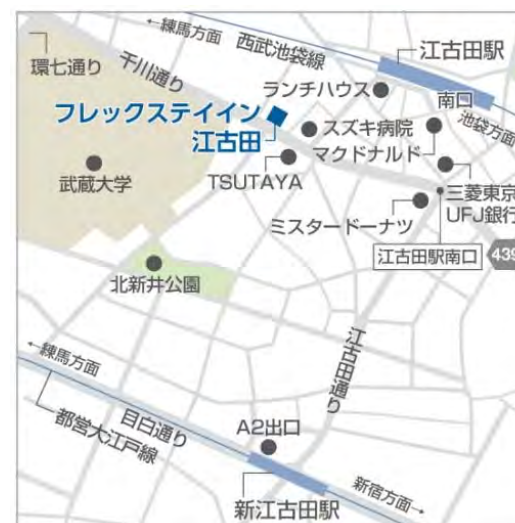 ←練馬方面
西武池袋線
江古田駅
環七通り
千川通り
ランチハウス
南口
池袋方面
フレックステイイン
江古田
スズキ病院
マクドナルド
武蔵大学
TSUTAYA
三菱東京
UFJ銀行
ミスタードーナツ
江古田駅南口
439
北新井公園
江古田通り
←練馬方面
目白通り
都営大江戸線
A2出口
新江古田駅
新宿方面→